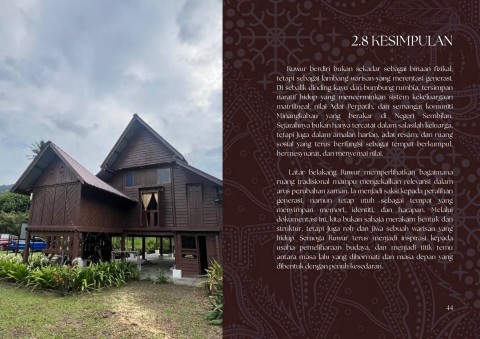 2.8 KESIMPULAN
Ruwur berdiri bukan sekadar sebagai binaan fizikal,
tetapi sebagai lambang warisan yang merentasi generasi.
Di sebalik dinding kayu dan bumbung rumbia, tersimpan
naratif hidup yang mencerminkan sistem kekeluargaan
matrilineal, nilai Adat Perpatih, dan semangat komuniti
Minangkabau yang berakar di Negeri Sembilan.
Sejarahnya bukan hanya tercatat dalam salasilah keluarga,
tetapi juga dalam amalan harian, adat resam, dan ruang
sosial yang terus berfungsi sebagai tempat berkumpul,
bermesyuarat, dan menyemai nilai.
Latar belakang Ruwur memperlihatkan bagaimana
ruang tradisional mampu mengekalkan relevansi dalam
arus perubahan zaman. Ia menjadi saksi kepada peralihan
generasi, namun tetap utuh sebagai tempat yang
menyimpan memori, identiti, dan harapan. Melalui
dokumentasi ini, kita bukan sahaja merakam bentuk dan
struktur, tetapi juga roh dan jiwa sebuah warisan yang
hidup. Semoga Ruwur terus menjadi inspirasi kepada
usaha pemeliharaan budaya, dan menjadi titik temu
antara masa lalu yang dihormati dan masa depan yang
dibentuk dengan penuh kesedaran.
44